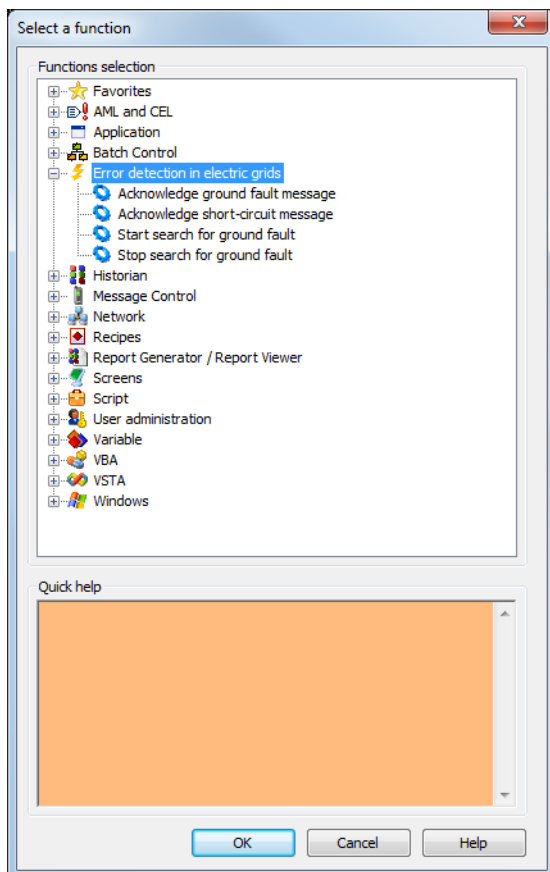 Select a function
Functions selection
Favorites
AML and CEL
Application
Batch Control
Error detection in electric grids
Acknowledge ground fault message
Acknowledge short-circuit message
Start search for ground fault
Stop search for ground fault
Historian
Message Control
Network
Recipes
Report Generator / Report Viewer
Screens
Script
User administration
Variable
VBA
VSTA
Windows
Quick help
OK Cancel Help